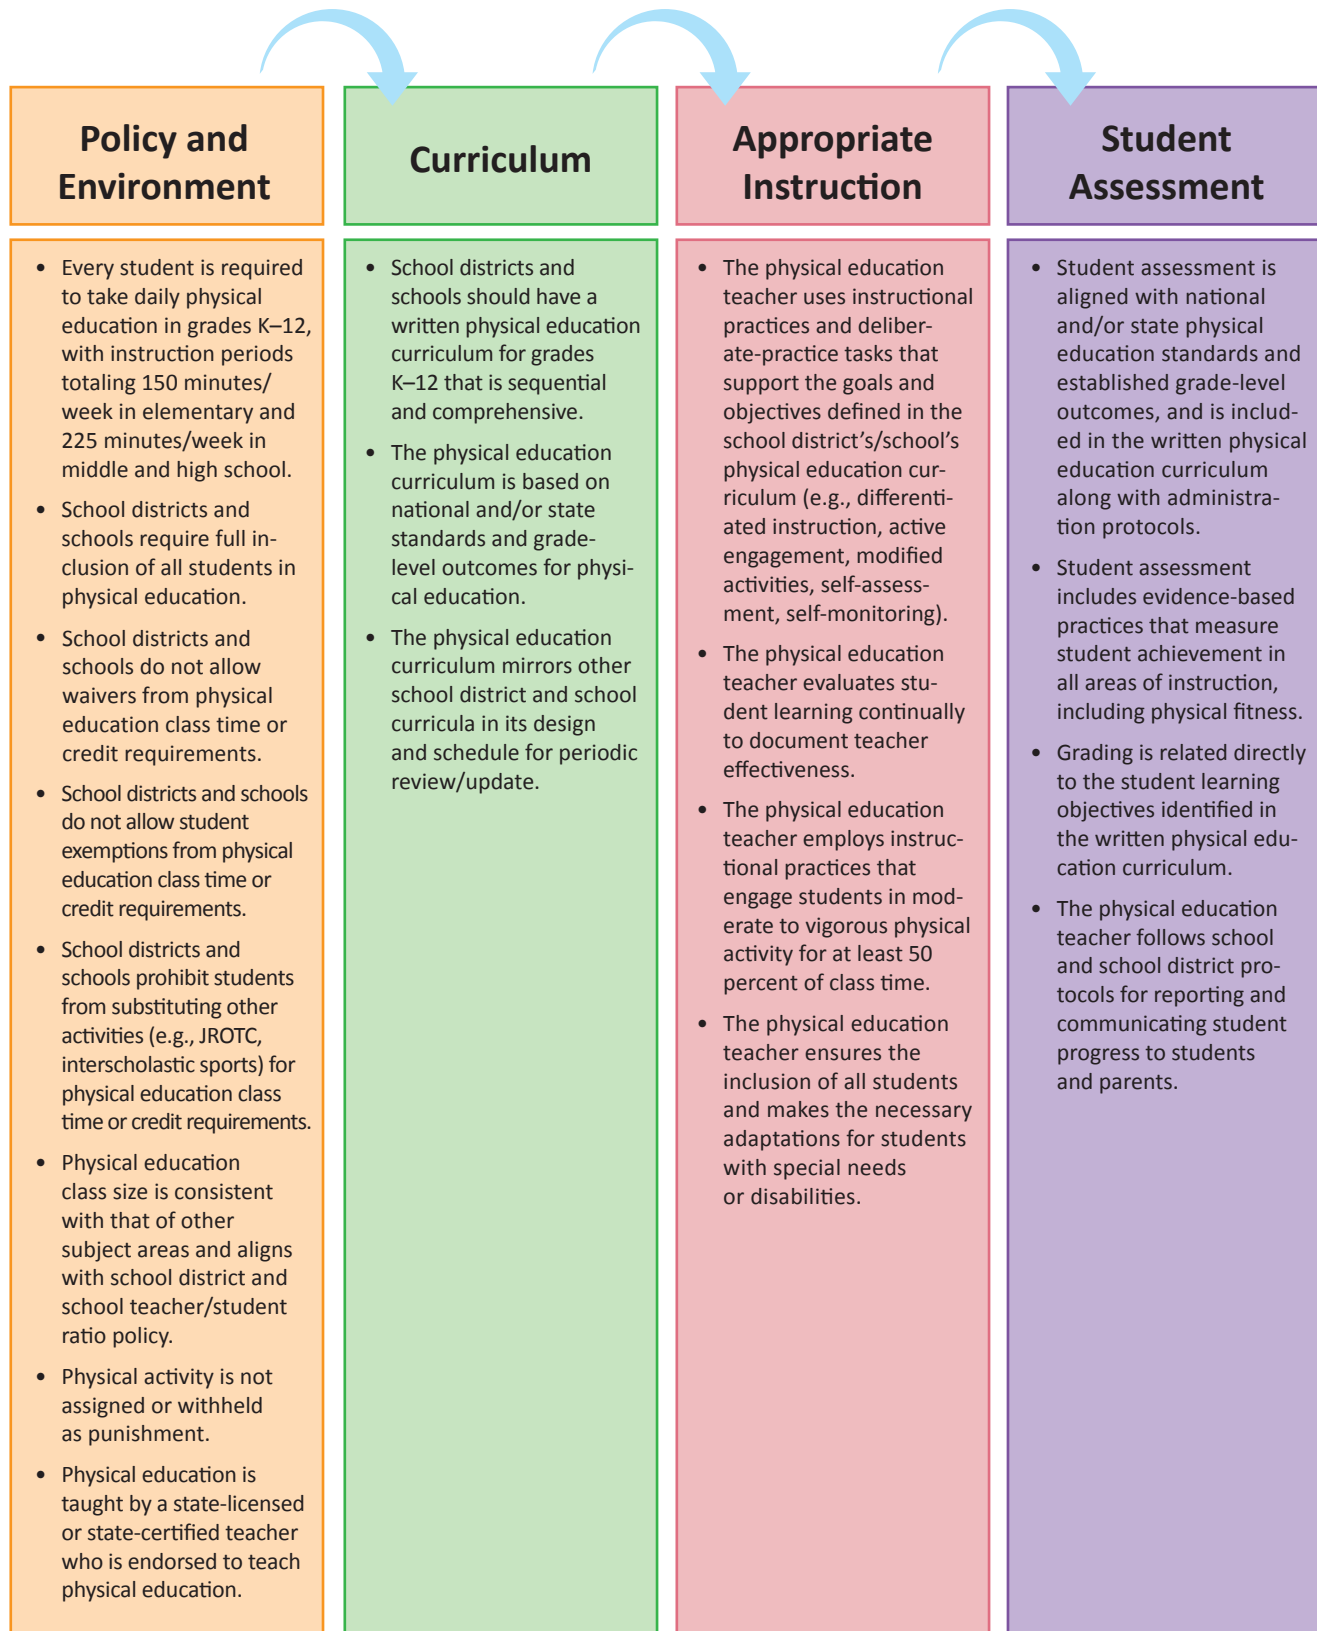 Policy and
Environment
• Every student is required
to take daily physical
education in grades K–12,
with instruction periods
totaling 150 minutes/
week in elementary and
225 minutes/week in
middle and high school.
• School districts and
schools require full in-
clusion of all students in
physical education.
• School districts and
schools do not allow
waivers from physical
education class time or
credit requirements.
• School districts and schools
do not allow student
exemptions from physical
education class time or
credit requirements.
• School districts and
schools prohibit students
from substituting other
activities (e.g., JROTC,
interscholastic sports) for
physical education class
time or credit requirements.
• Physical education
class size is consistent
with that of other
subject areas and aligns
with school district and
school teacher/student
ratio policy.
• Physical activity is not
assigned or withheld
as punishment.
• Physical education is
taught by a state-licensed
or state-certified teacher
who is endorsed to teach
physical education.
Curriculum
• School districts and
schools should have a
written physical education
curriculum for grades
K–12 that is sequential
and comprehensive.
• The physical education
curriculum is based on
national and/or state
standards and grade-
level outcomes for physi-
cal education.
• The physical education
curriculum mirrors other
school district and school
curricula in its design
and schedule for periodic
review/update.
Appropriate
Instruction
• The physical education
teacher uses instructional
practices and deliber-
ate-practice tasks that
support the goals and
objectives defined in the
school district’s/school’s
physical education cur-
riculum (e.g., differenti-
ated instruction, active
engagement, modified
activities, self-assess-
ment, self-monitoring).
• The physical education
teacher evaluates stu-
dent learning continually
to document teacher
effectiveness.
• The physical education
teacher employs instruc-
tional practices that
engage students in mod-
erate to vigorous physical
activity for at least 50
percent of class time.
• The physical education
teacher ensures the
inclusion of all students
and makes the necessary
adaptations for students
with special needs
or disabilities.
Student
Assessment
• Student assessment is
aligned with national
and/or state physical
education standards and
established grade-level
outcomes, and is includ-
ed in the written physical
education curriculum
along with administra-
tion protocols.
• Student assessment
includes evidence-based
practices that measure
student achievement in
all areas of instruction,
including physical fitness.
• Grading is related directly
to the student learning
objectives identified in
the written physical edu-
cation curriculum.
• The physical education
teacher follows school
and school district pro-
tocols for reporting and
communicating student
progress to students
and parents.